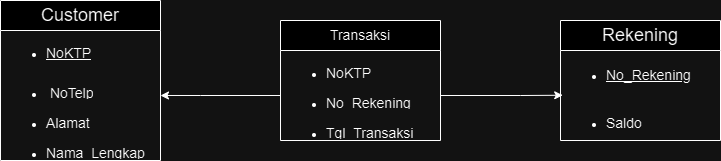 Customer
NoKTP
NoTelp
Alamat
Nama_Lengkap
Transaksi
NoKTP
No_Rekening
Tgl_Transaksi
Rekening
No_Rekening
Saldo